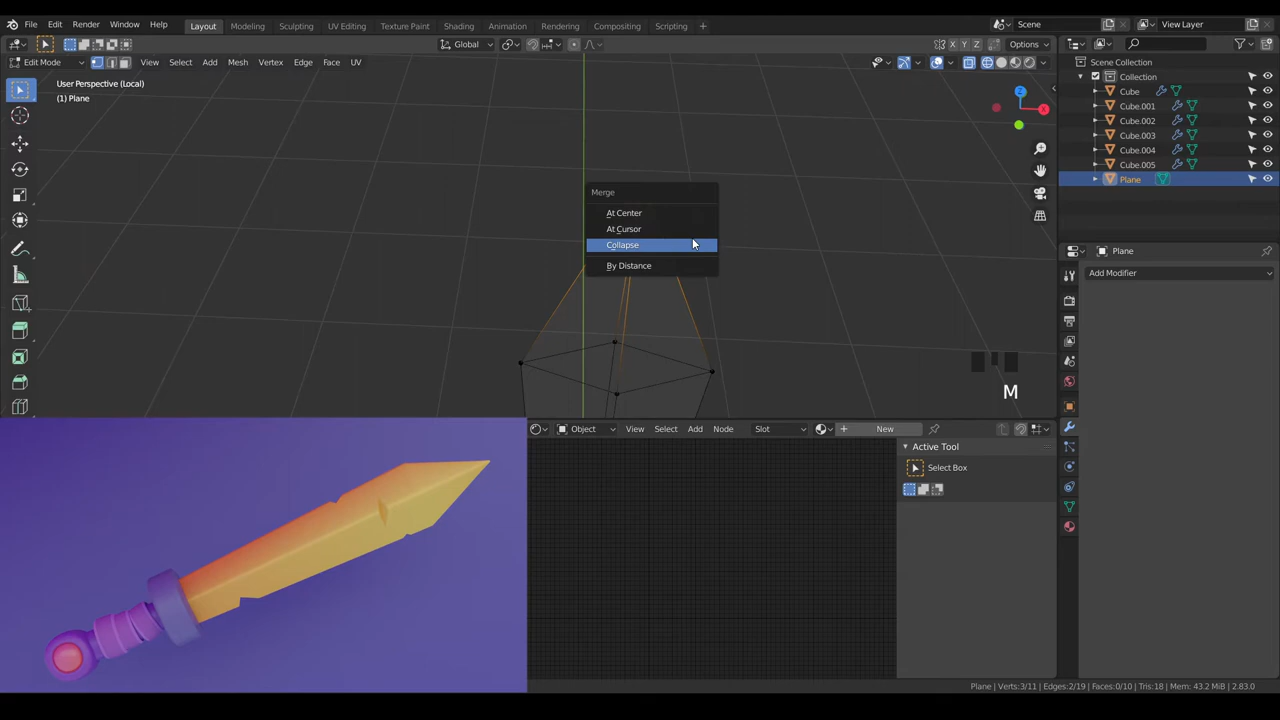 File Edit Render Window Help Layout Modeling Sculpting UV Editing Texture Paint Shading Animation Rendering Compositing Scripting + Scene View Layer
Global X Y Z Options
Edit Mode View Select Add Mesh Vertex Edge Face UV
User Perspective (Local)
(1) Plane
Z
X
Scene Collection
Collection
Cube
Cube.001
Cube.002
Cube.003
Cube.004
Cube.005
Plane
Plane
Add Modifier
Merge
At Center
At Cursor
Collapse
By Distance
M
Object View Select Add Node Slot + New
Active Tool
Select Box
Plane | Verts:3/11 | Edges:2/19 | Faces:0/10 | Tris:18 | Mem: 43.2 MiB | 2.83.0